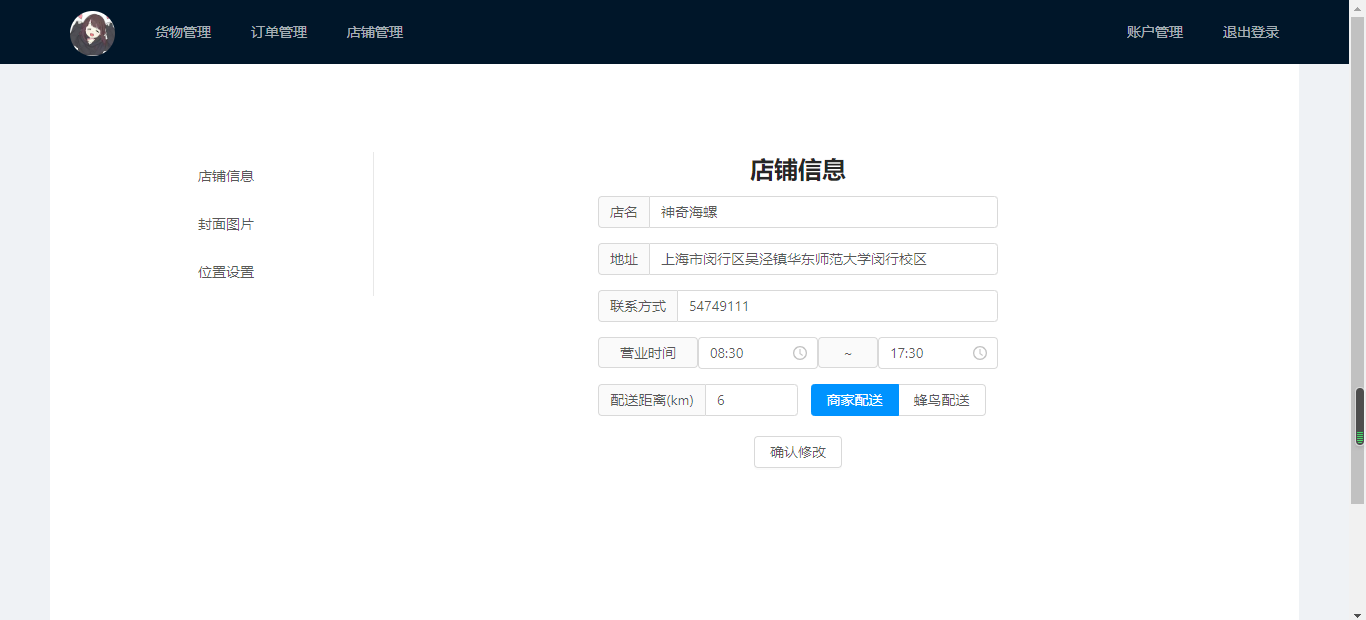 货物管理 订单管理 店铺管理 账户管理 退出登录
店铺信息
封面图片
位置设置
店铺信息
店名 神奇海螺
地址 上海市闵行区吴泾镇华东师范大学闵行校区
联系方式 54749111
营业时间 08:30 ~ 17:30
配送距离(km) 6 商家配送 蜂鸟配送
确认修改